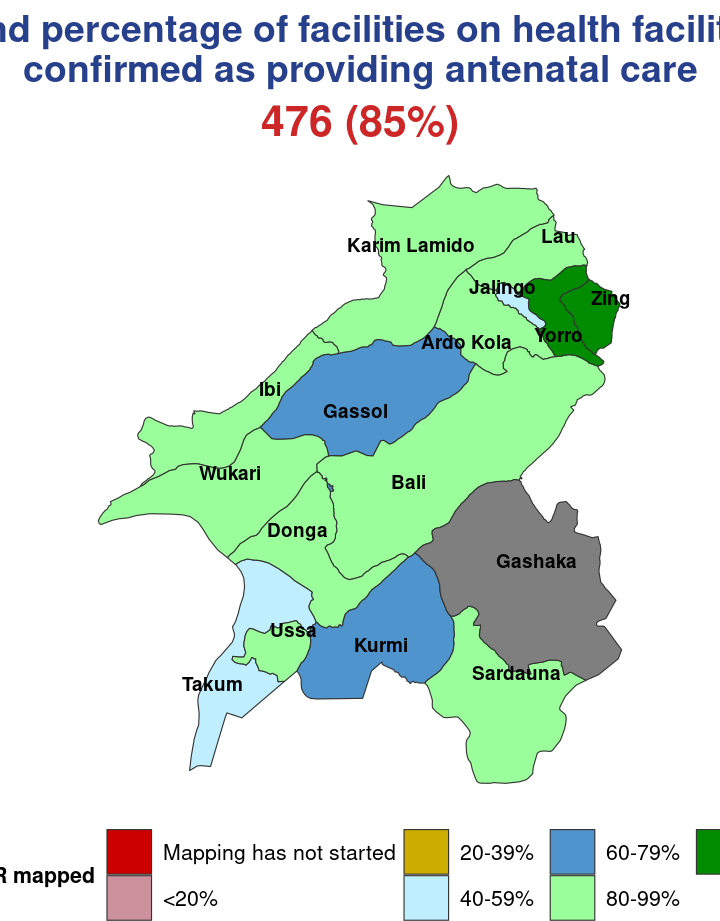 nd percentage of facilities on health facilit
confirmed as providing antenatal care
476 (85%)
Karim Lamido
Lau
Jalingo
Zing
Yorro
Ardo Kola
Ibi
Gassol
Wukari
Bali
Donga
Gashaka
Ussa
Kurmi
Sardauna
Takum
R mapped
Mapping has not started
20-39%
60-79%
<20%
40-59%
80-99%